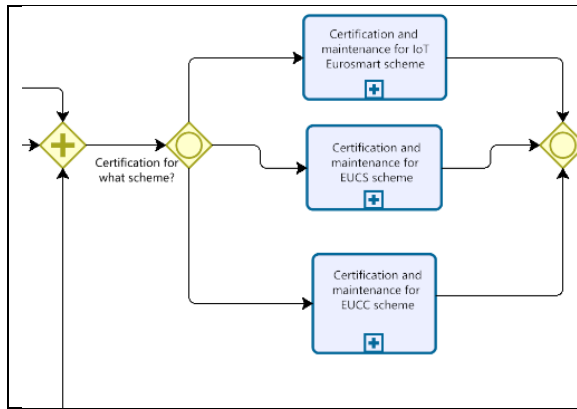 Certification and
maintenance for IoT
Eurosmart scheme
Certification for
what scheme?
Certification and
maintenance for
EUCS scheme
Certification and
maintenance for
EUCC scheme